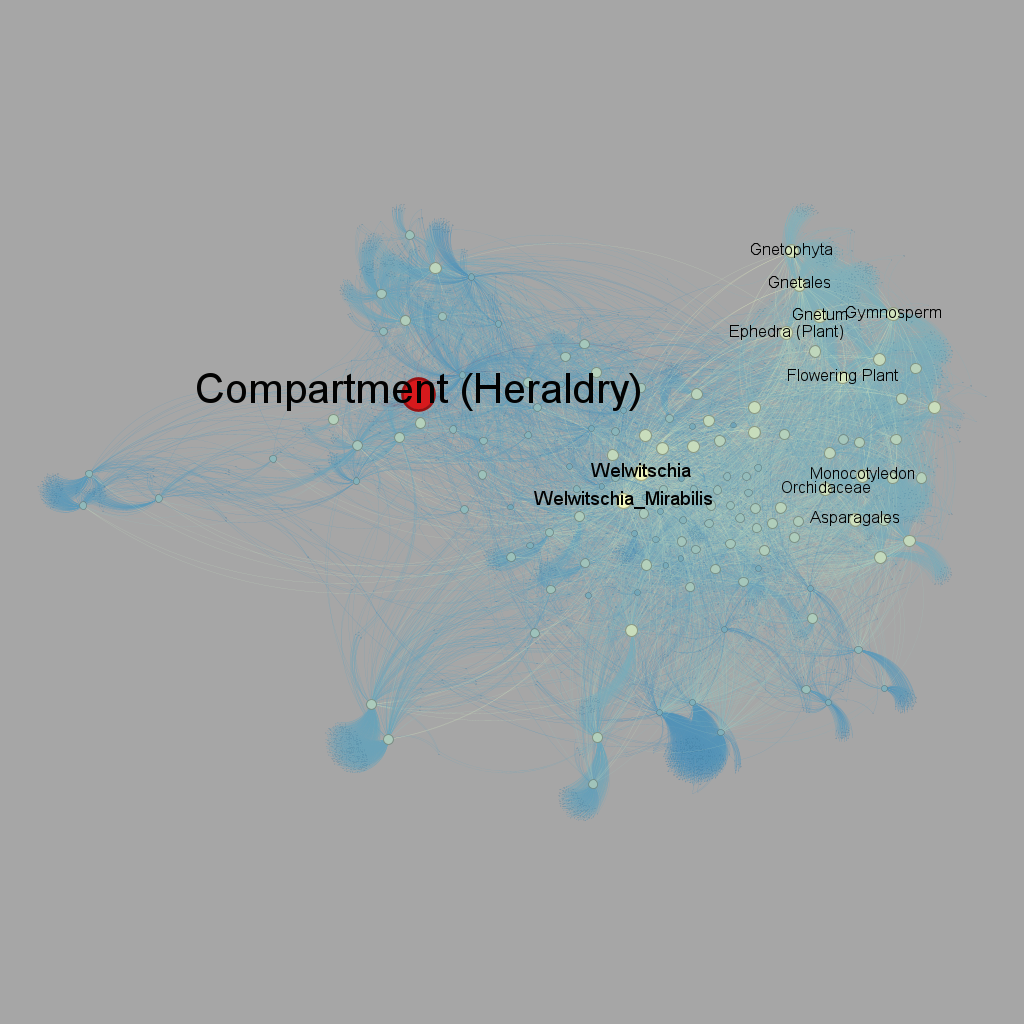 Gnetophyta
Gnetales
Gnetum
Gymnosperm
Ephedra (Plant)
Flowering Plant
Compartment (Heraldry)
Welwitschia
Monocotyledon
Orchidaceae
Welwitschia_Mirabilis
Asparagales